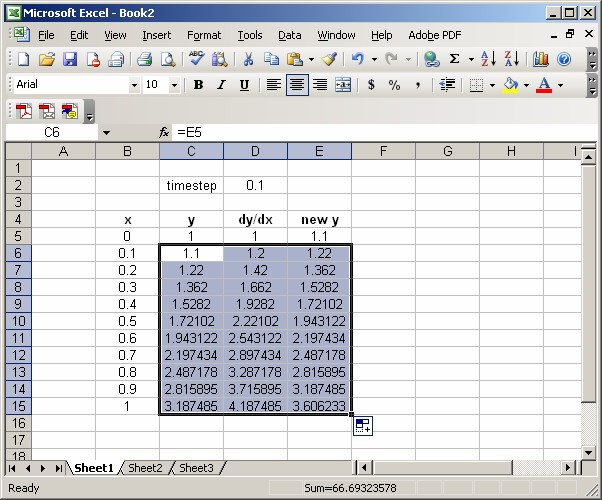 Microsoft Excel - Book2
File Edit View Insert Format Tools Data Window Help Adobe PDF
Arial 10 B I U $ % , A
C6 fx =E5
A B C D E F G H I
1
2 timestep 0.1
3
4 x y dy/dx new y
5 0 1 1 1.1
6 0.1 1.1 1.2 1.22
7 0.2 1.22 1.42 1.362
8 0.3 1.362 1.662 1.5282
9 0.4 1.5282 1.9282 1.72102
10 0.5 1.72102 2.22102 1.943122
11 0.6 1.943122 2.543122 2.197434
12 0.7 2.197434 2.897434 2.487178
13 0.8 2.487178 3.287178 2.815895
14 0.9 2.815895 3.715895 3.187485
15 1 3.187485 4.187485 3.606233
16
17
18
Sheet1 Sheet2 Sheet3
Ready Sum=66.69323578